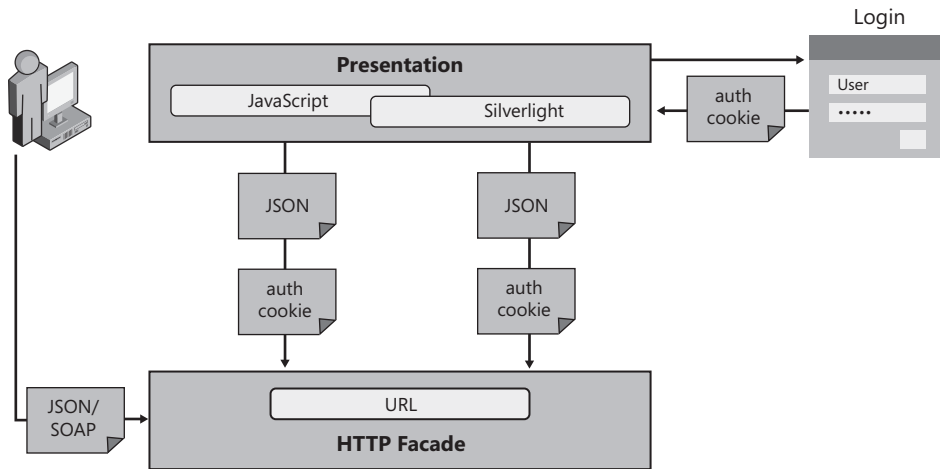 Login
Presentation
JavaScript
Silverlight
auth
cookie
User
•••••
JSON
JSON
auth
cookie
auth
cookie
JSON/
SOAP
URL
HTTP Facade